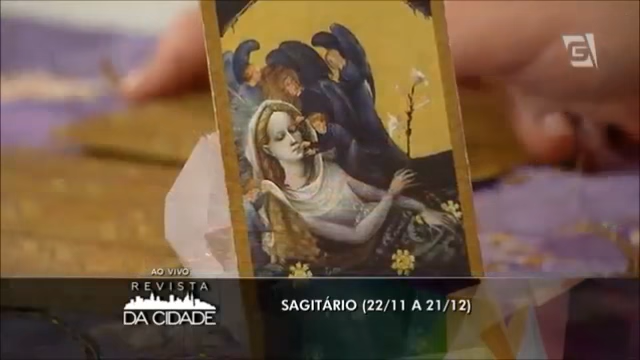 AO VIVO
REVISTA
DA CIDADE
SAGITÁRIO (22/11 A 21/12)